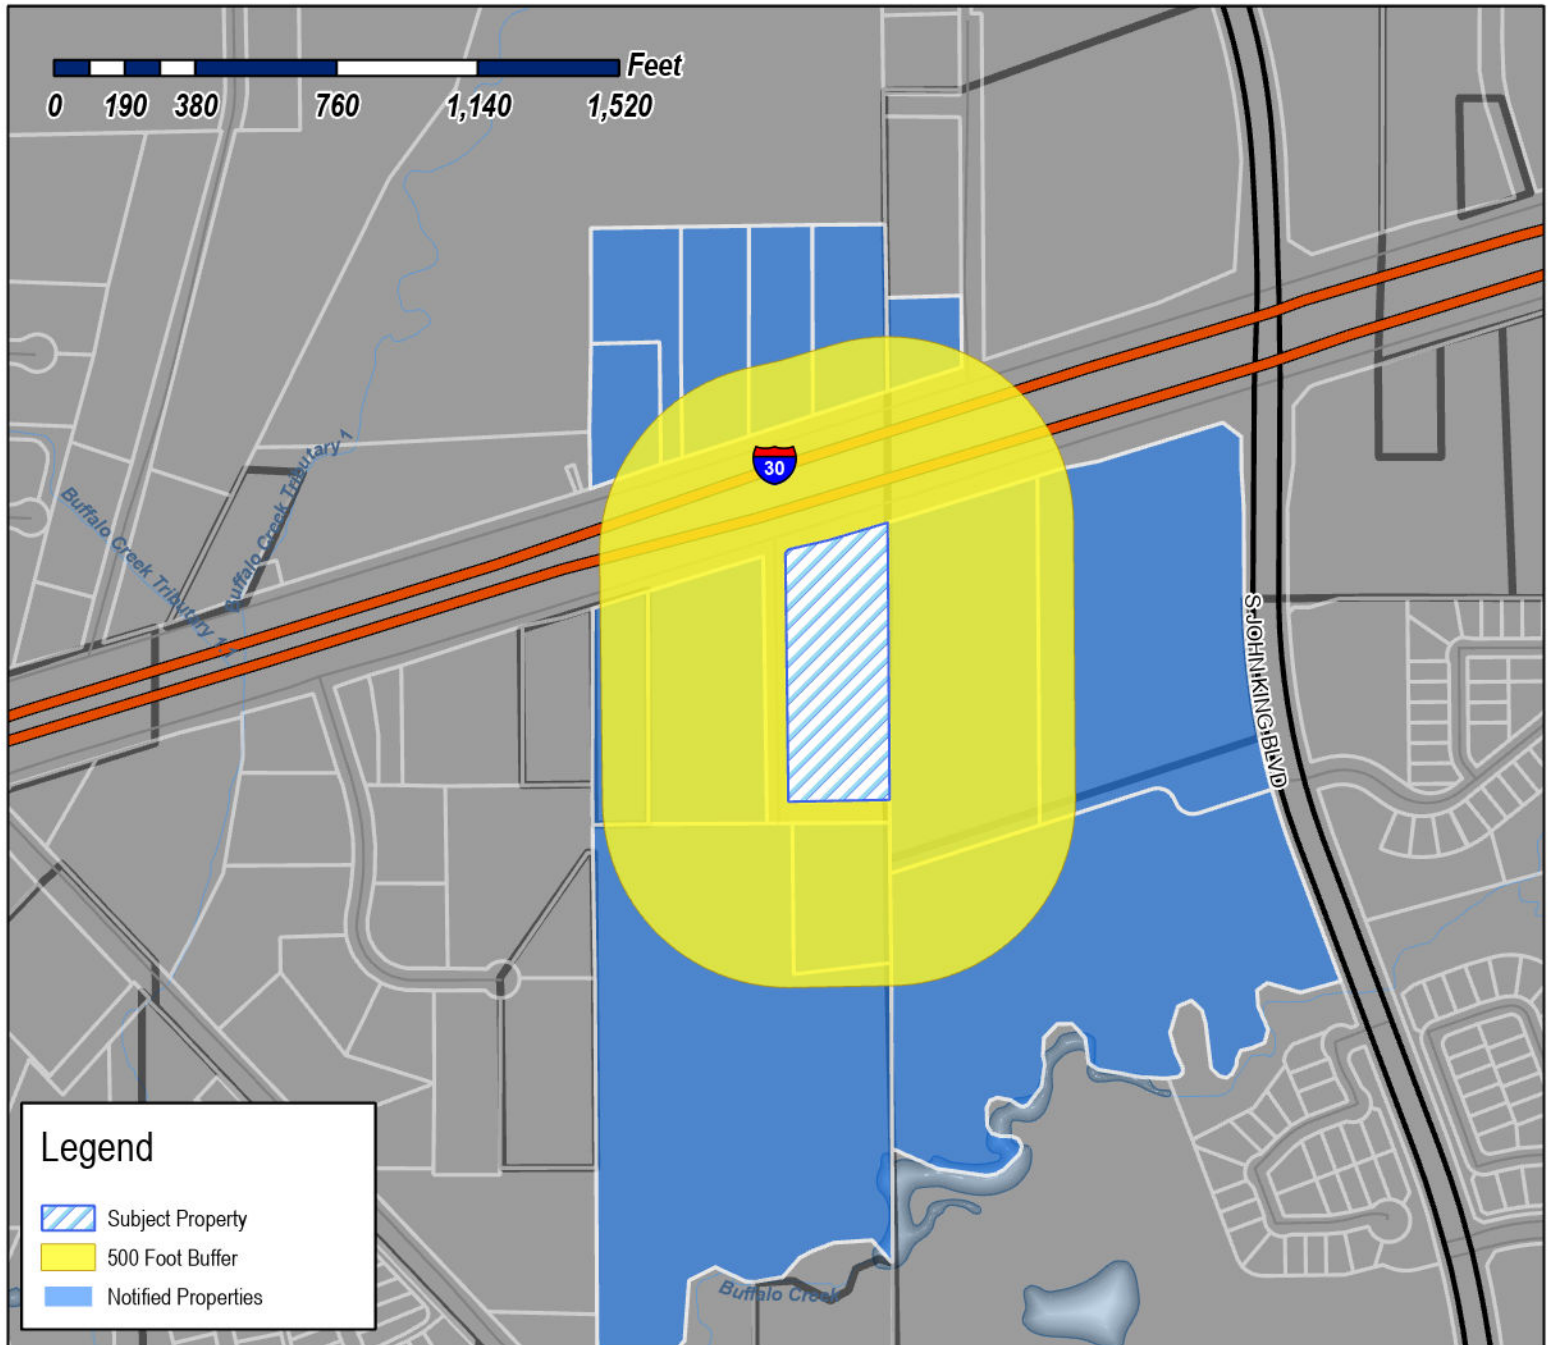 Feet
0 190 380 760 1,140 1,520
30
Buffalo Creek Tributary 1
Buffalo Creek Tributary 1.1
S JOHN KING BLVD
Legend
Subject Property
500 Foot Buffer
Notified Properties
Buffalo Creek